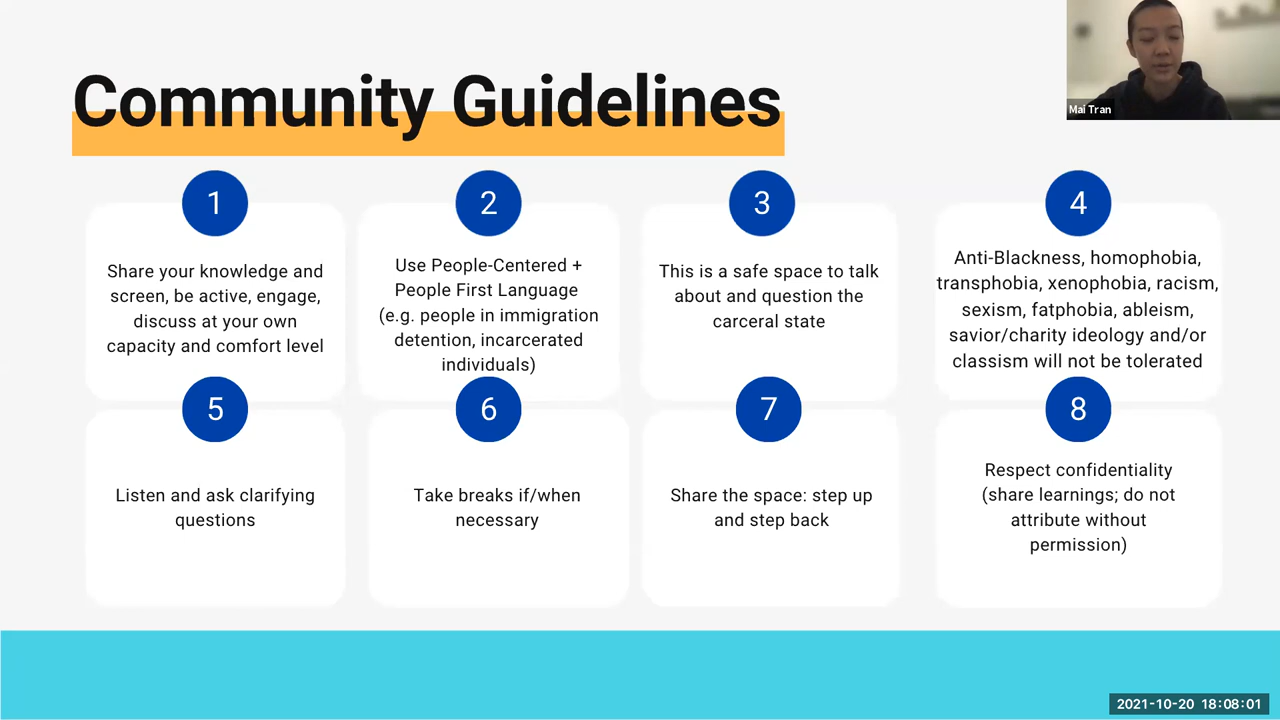 Community Guidelines
Mai Tran
1
Share your knowledge and
screen, be active, engage,
discuss at your own
capacity and comfort level
2
Use People-Centered +
People First Language
(e.g. people in immigration
detention, incarcerated
individuals)
3
This is a safe space to talk
about and question the
carceral state
4
Anti-Blackness, homophobia,
transphobia, xenophobia, racism,
sexism, fatphobia, ableism,
savior/charity ideology and/or
classism will not be tolerated
5
Listen and ask clarifying
questions
6
Take breaks if/when
necessary
7
Share the space: step up
and step back
8
Respect confidentiality
(share learnings; do not
attribute without
permission)
2021-10-20 18:08:01